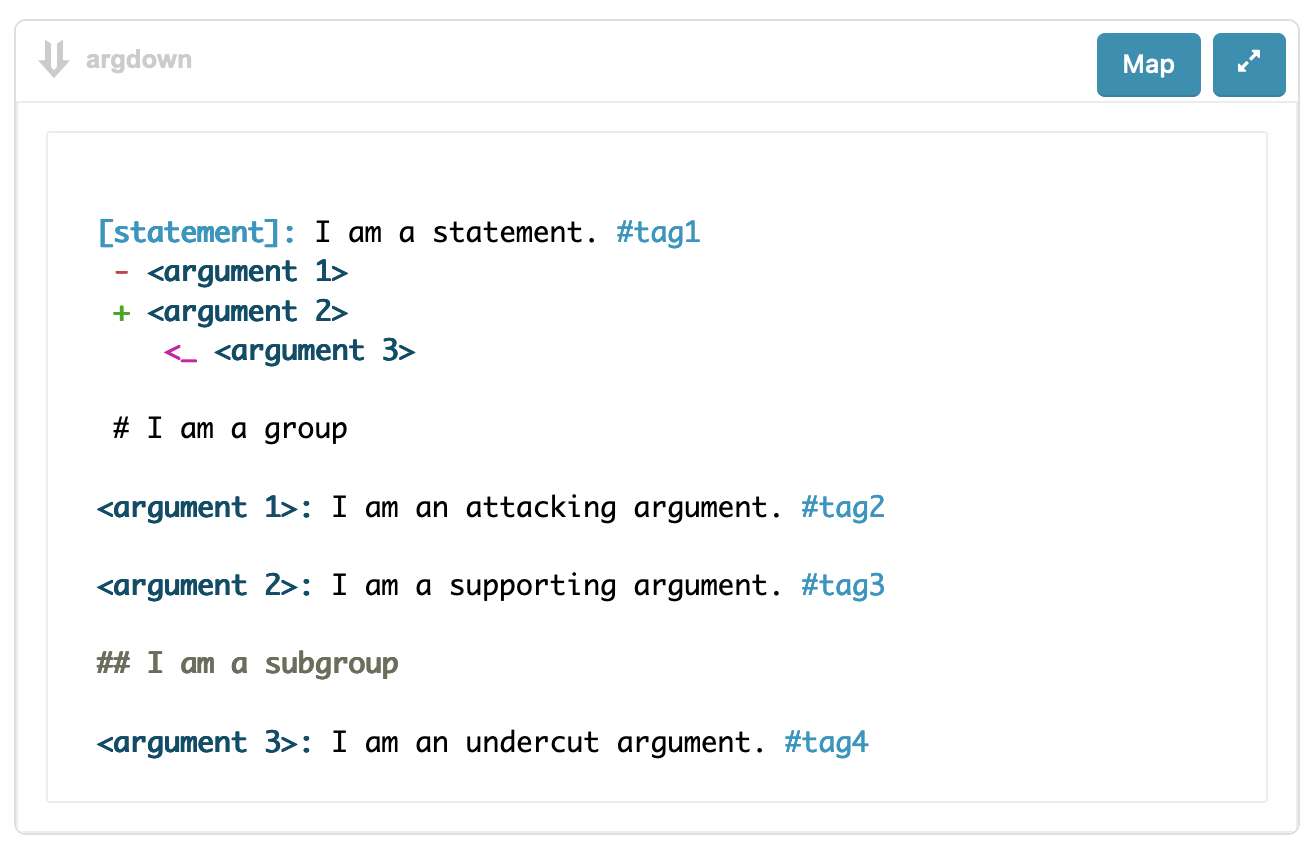 argdown
Map
[statement]: I am a statement. #tag1
- <argument 1>
+ <argument 2>
<_ <argument 3>
# I am a group
<argument 1>: I am an attacking argument. #tag2
<argument 2>: I am a supporting argument. #tag3
## I am a subgroup
<argument 3>: I am an undercut argument. #tag4